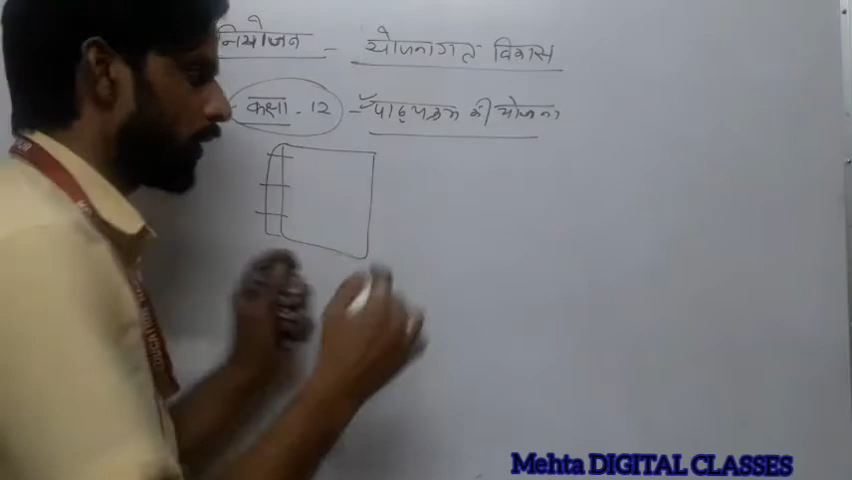 नियोजन - योजनागत विकास
कक्षा - 12 - पाठ्यक्रम की योजना
Mehta DIGITAL CLASSES